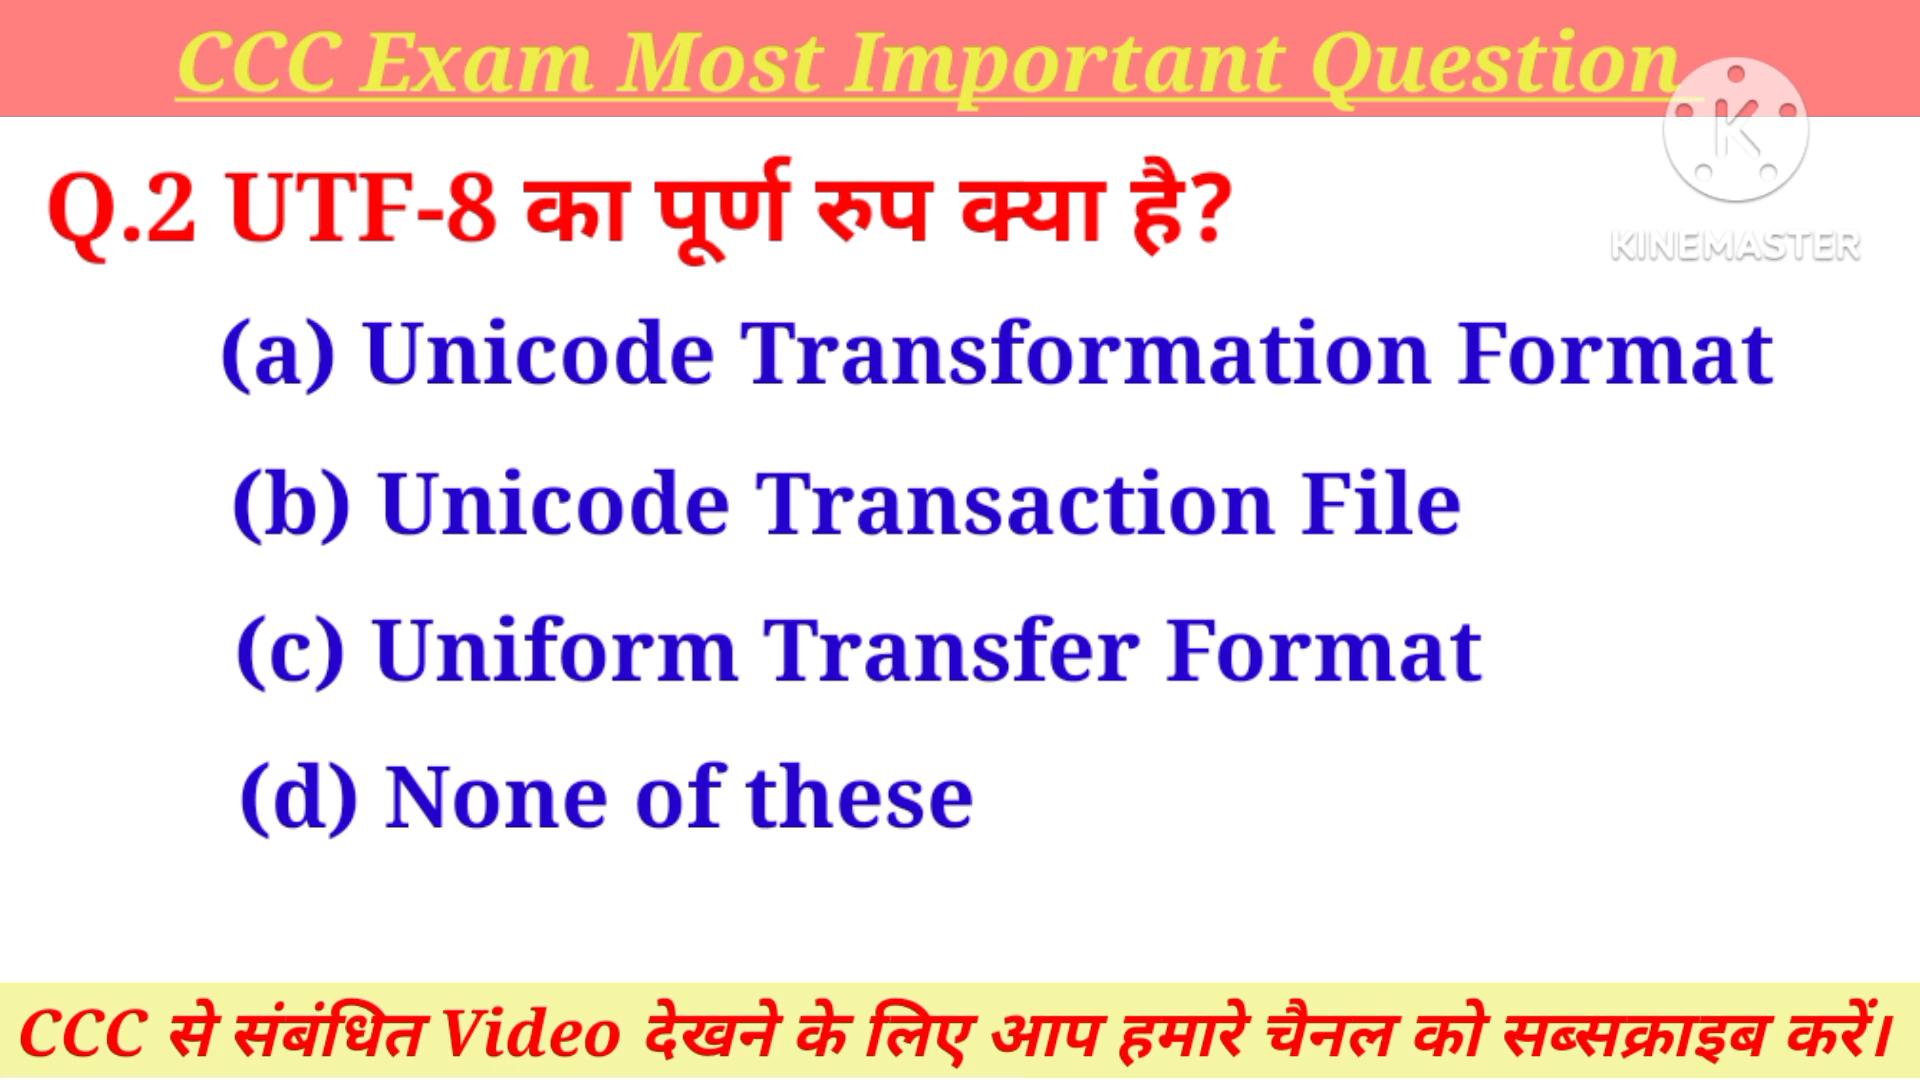 CCC Exam Most Important Question
K
KINEMASTER
Q.2 UTF-8 का पूर्ण रुप क्या है?
(a) Unicode Transformation Format
(b) Unicode Transaction File
(c) Uniform Transfer Format
(d) None of these
CCC से संबंधित Video देखने के लिए आप हमारे चैनल को सब्सक्राइब करें।